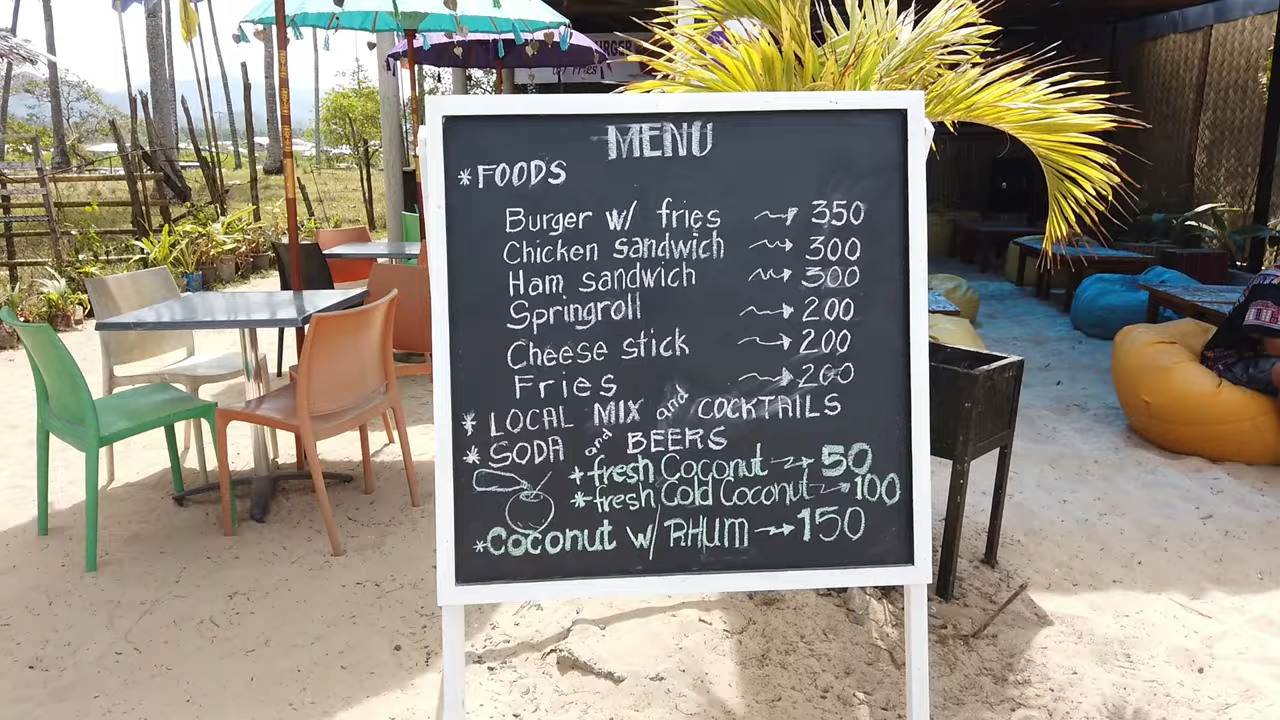 URGER
MENU
*FOODS
Burger w/ fries → 350
Chicken sandwich → 300
Ham sandwich → 300
Springroll → 200
Cheese stick → 200
Fries → 200
* LOCAL MIX and COCKTAILS
* SODA and BEERS
* fresh Coconut → 50
* fresh Cold Coconut → 100
* Coconut w/ RHUM → 150